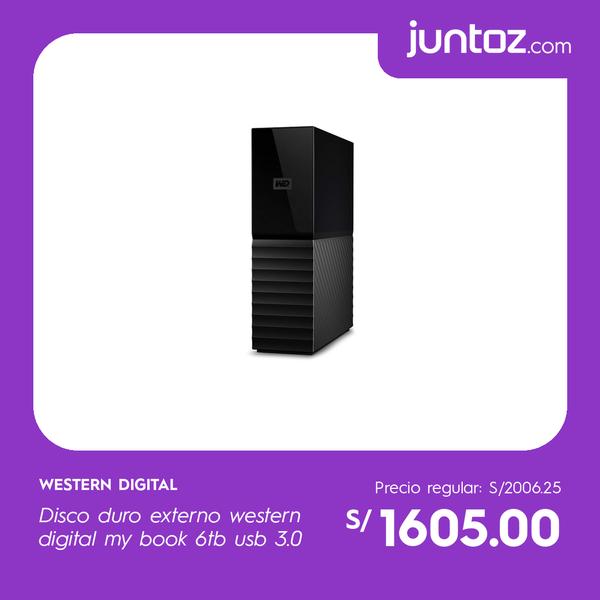 juntoz.com
WD
WESTERN DIGITAL
Disco duro externo western
digital my book 6tb usb 3.0
Precio regular: S/2006.25
S/1605.00